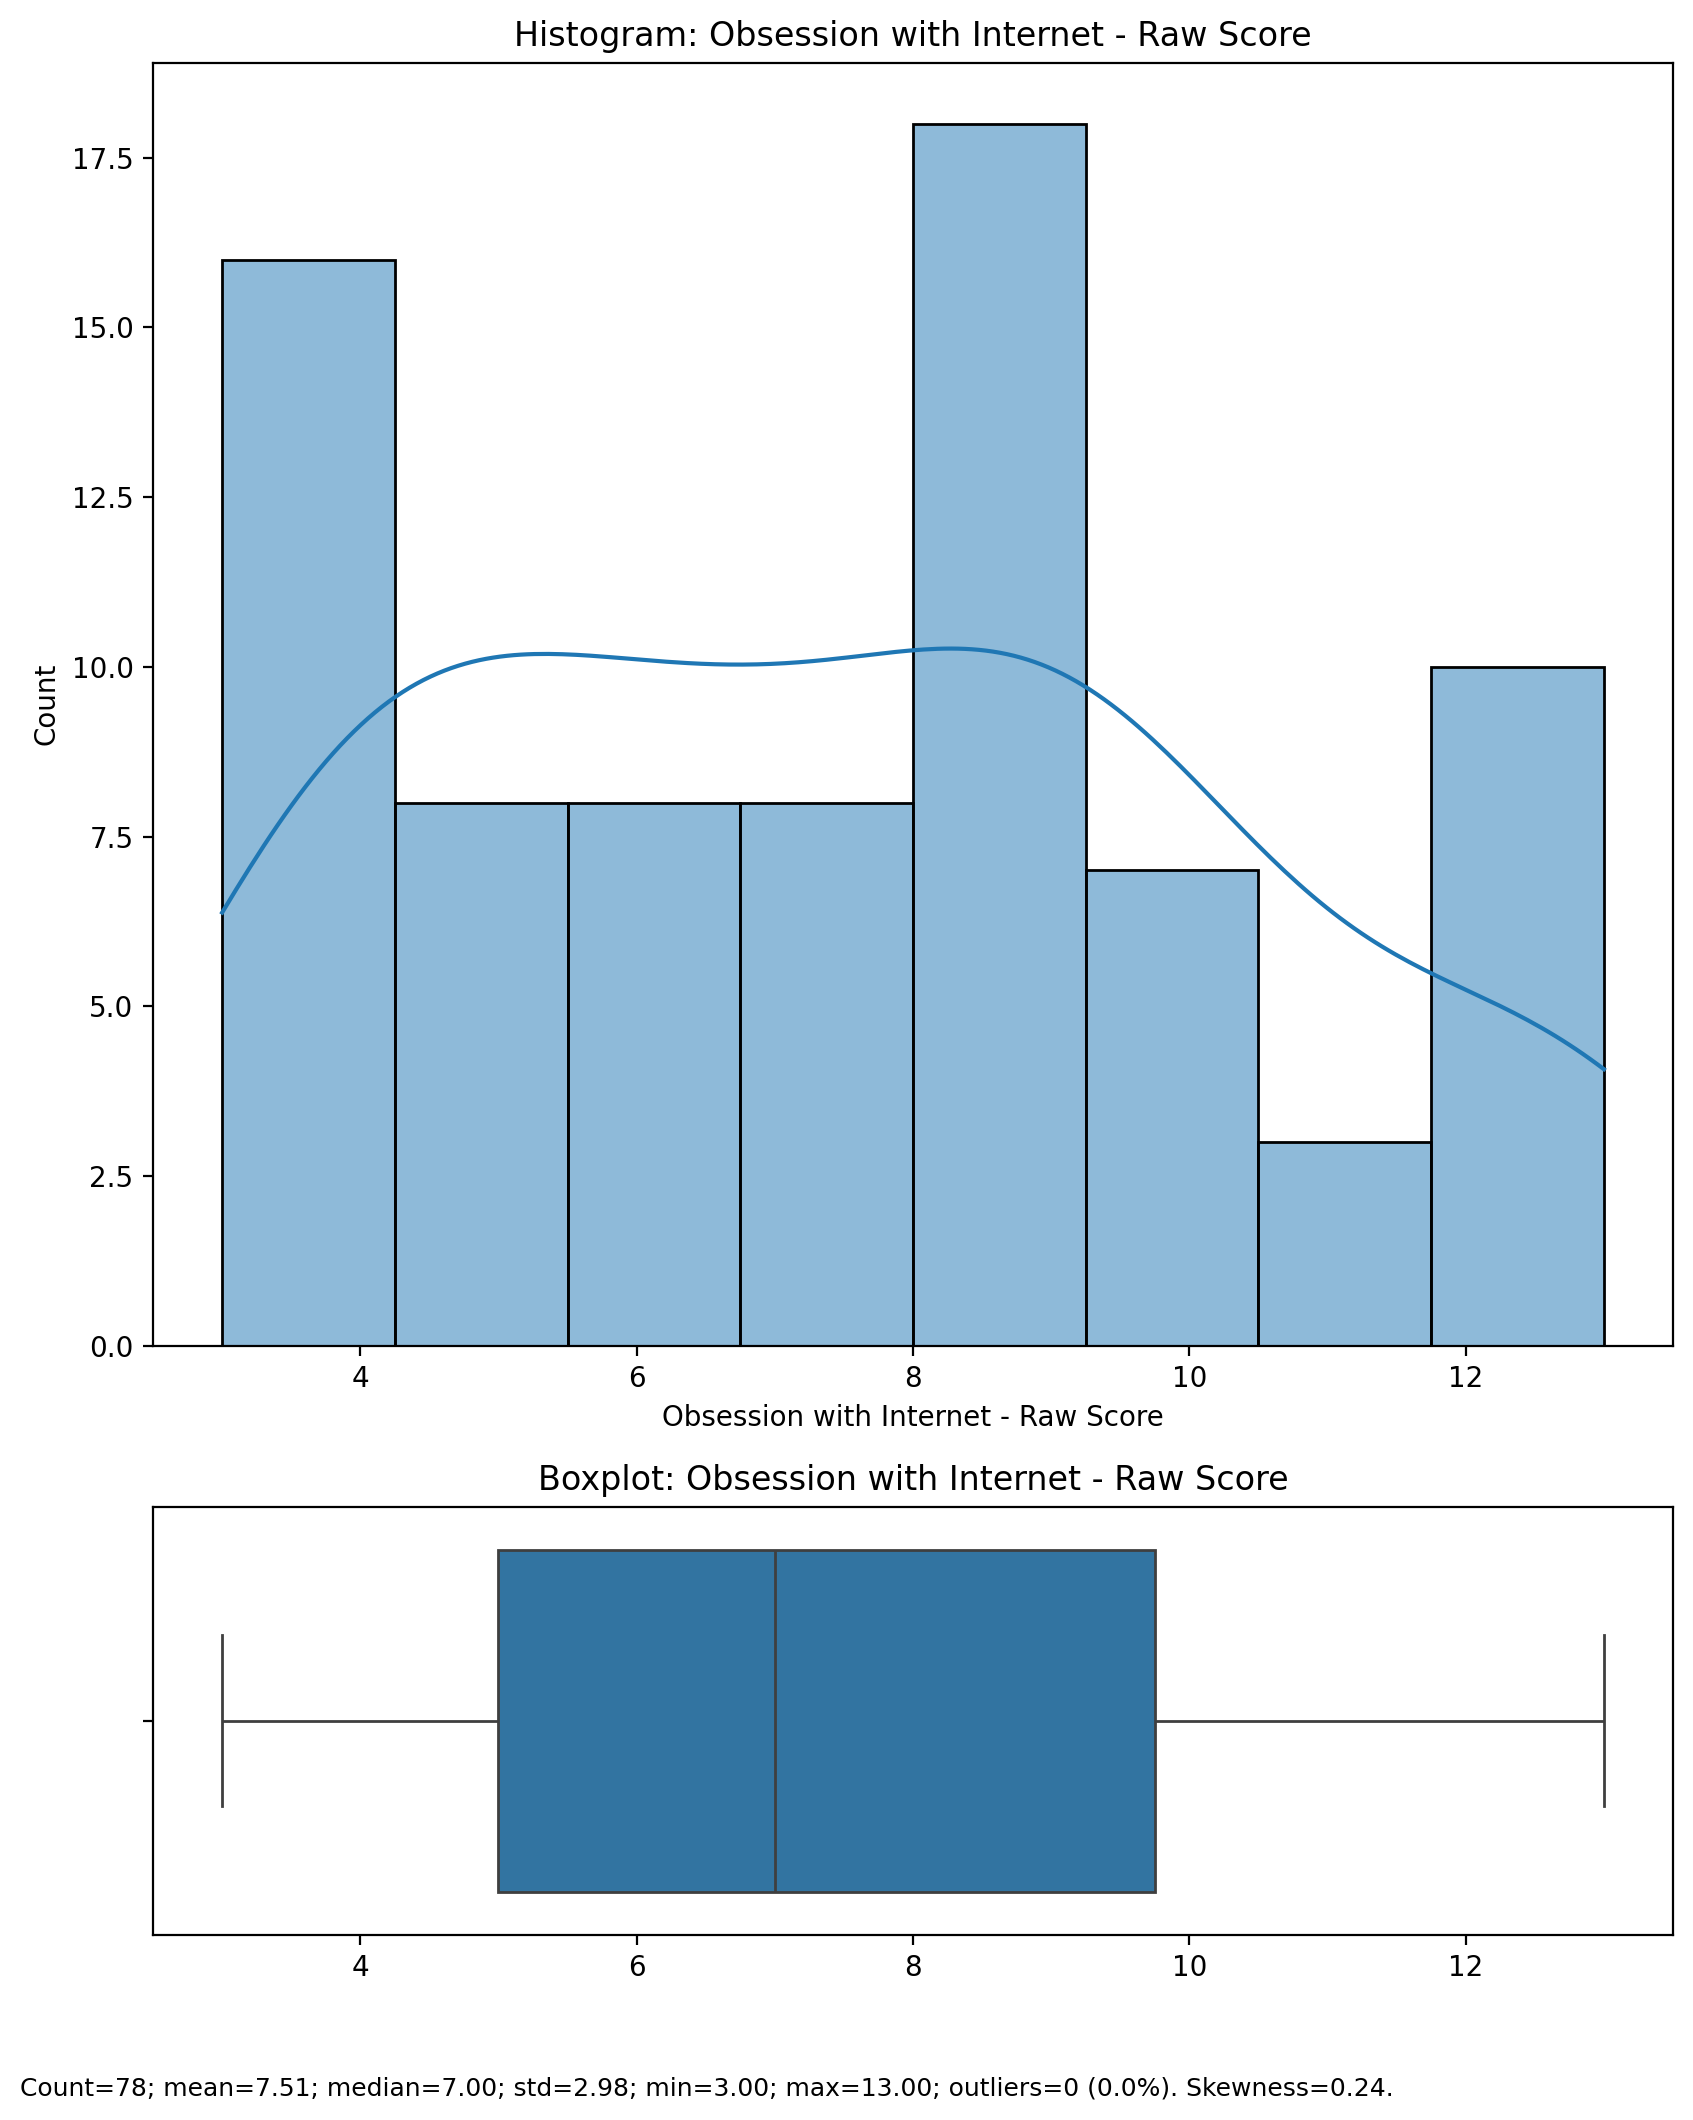 Histogram: Obsession with Internet - Raw Score
17.5
15.0
12.5
10.0
7.5
5.0
2.5
0.0
Count
4 6 8 10 12
Obsession with Internet - Raw Score
Boxplot: Obsession with Internet - Raw Score
4 6 8 10 12
Count=78; mean=7.51; median=7.00; std=2.98; min=3.00; max=13.00; outliers=0 (0.0%). Skewness=0.24.